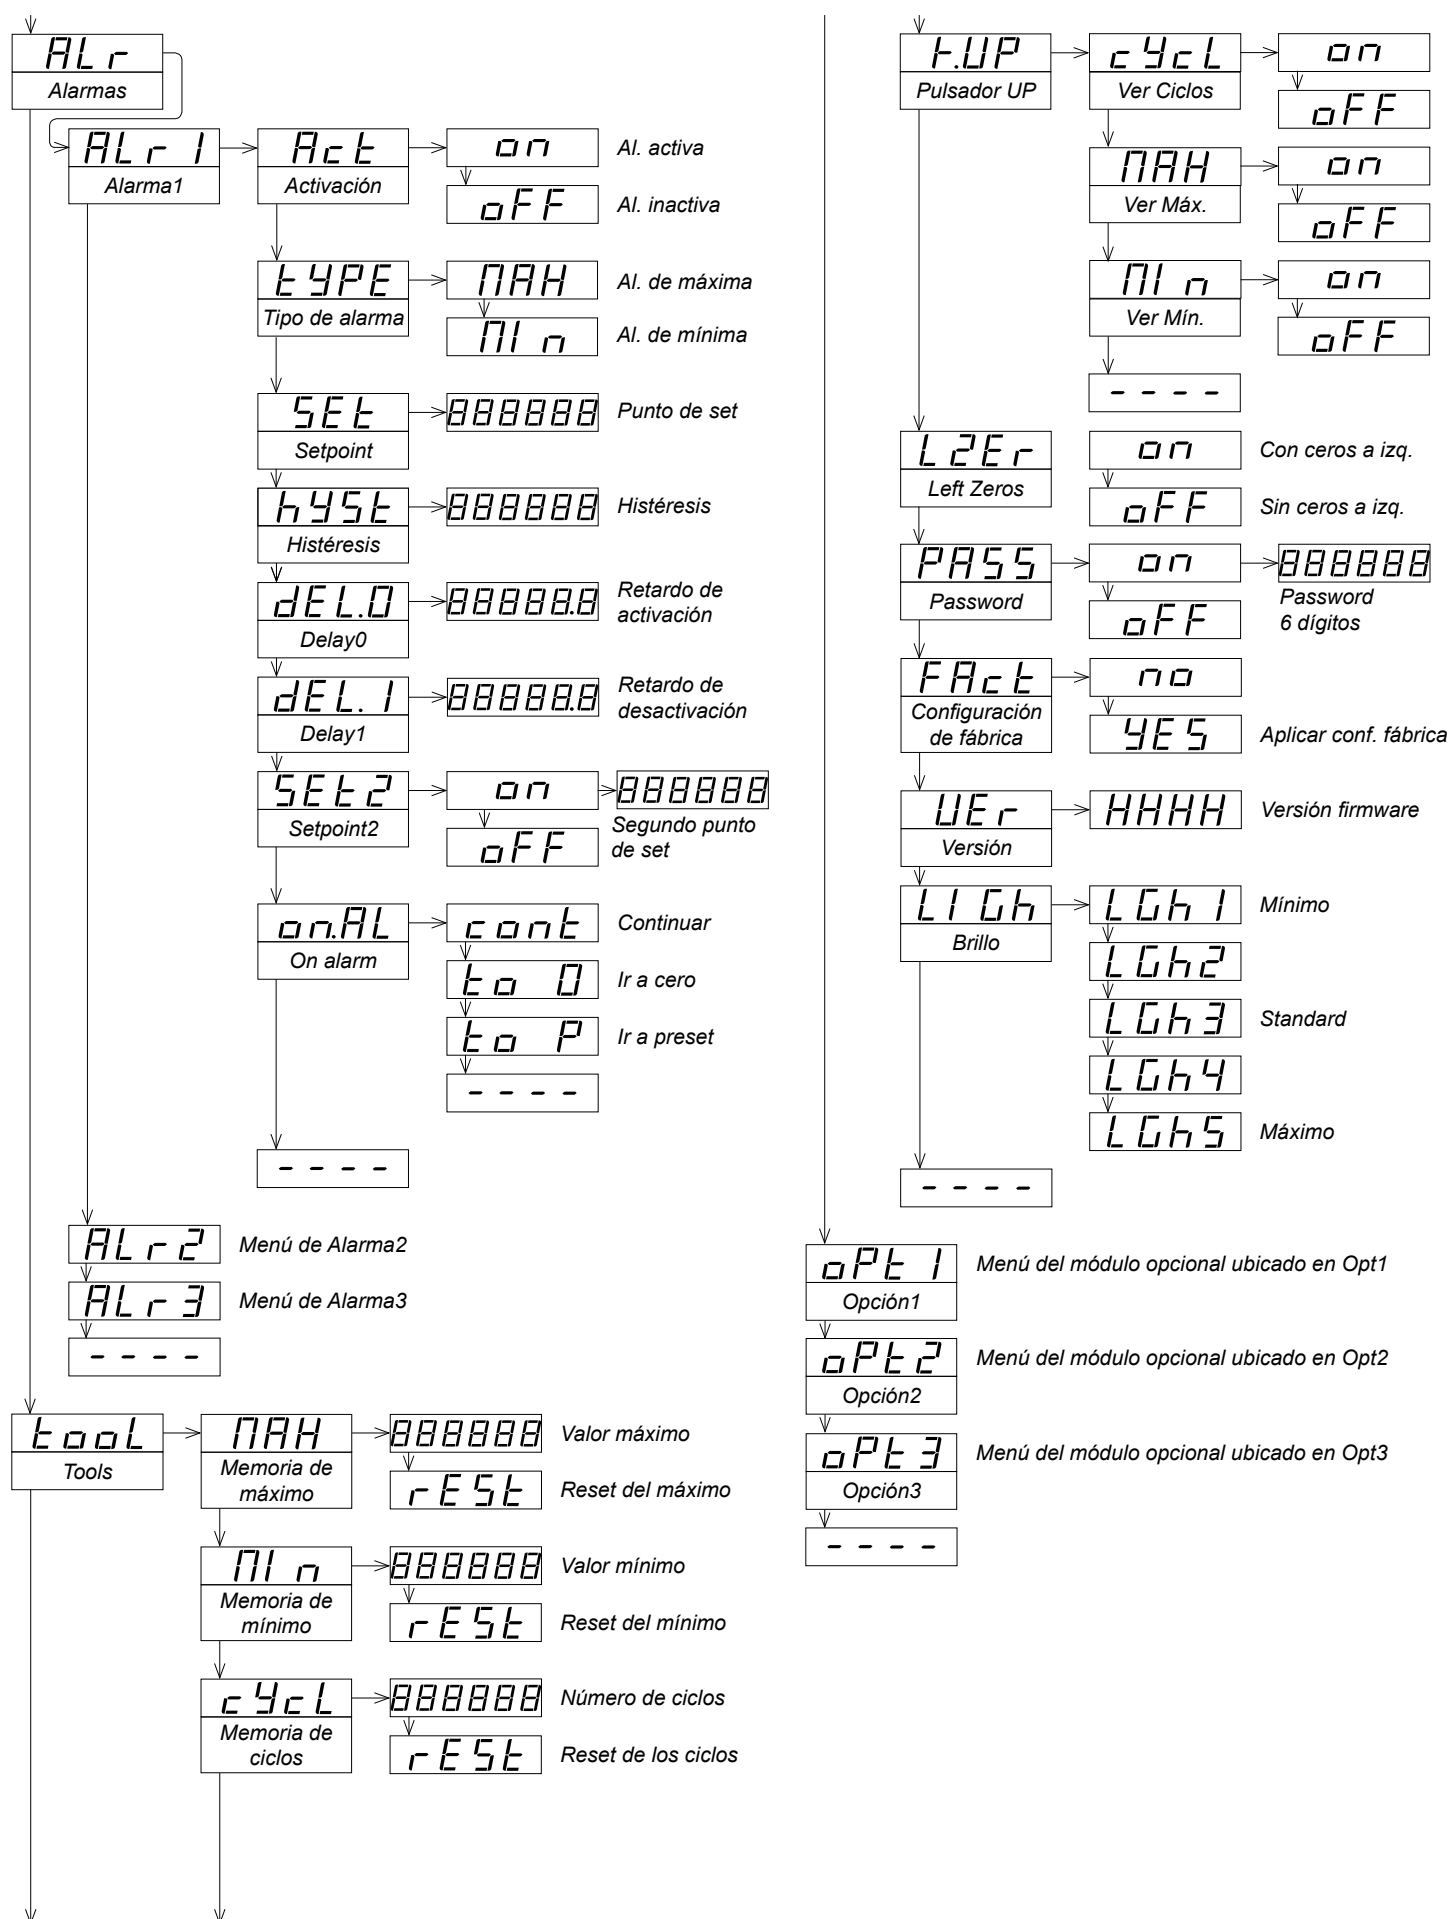 ALr
Alarmas
ALr1
Alarma1
Act
Activación
on
Al. activa
oFF
Al. inactiva
tYPE
Tipo de alarma
MAH
Al. de máxima
MIn
Al. de mínima
SEt
Setpoint
888888
Punto de set
hYSt
Histéresis
888888
Histéresis
dEL.0
Delay0
88888.8
Retardo de
activación
dEL.1
Delay1
88888.8
Retardo de
desactivación
SEt2
Setpoint2
on
888888
Segundo punto
de set
oFF
on.AL
On alarm
cont
Continuar
to 0
Ir a cero
to P
Ir a preset
----
----
ALr2
Menú de Alarma2
ALr3
Menú de Alarma3
----
tooL
Tools
MAH
Memoria de
máximo
888888
Valor máximo
rESt
Reset del máximo
MIn
Memoria de
mínimo
888888
Valor mínimo
rESt
Reset del mínimo
cYcL
Memoria de
ciclos
888888
Número de ciclos
rESt
Reset de los ciclos
t.UP
Pulsador UP
cYcL
Ver Ciclos
on
oFF
MAH
Ver Máx.
on
oFF
MIn
Ver Mín.
on
oFF
----
LZEr
Left Zeros
on
Con ceros a izq.
oFF
Sin ceros a izq.
PASS
Password
on
888888
Password
6 dígitos
oFF
FAct
Configuración
de fábrica
no
YES
Aplicar conf. fábrica
VEr
Versión
HHHH
Versión firmware
LIGh
Brillo
LGh1
Mínimo
LGh2
LGh3
Standard
LGh4
LGh5
Máximo
----
oPt1
Opción1
Menú del módulo opcional ubicado en Opt1
oPt2
Opción2
Menú del módulo opcional ubicado en Opt2
oPt3
Opción3
Menú del módulo opcional ubicado en Opt3
----